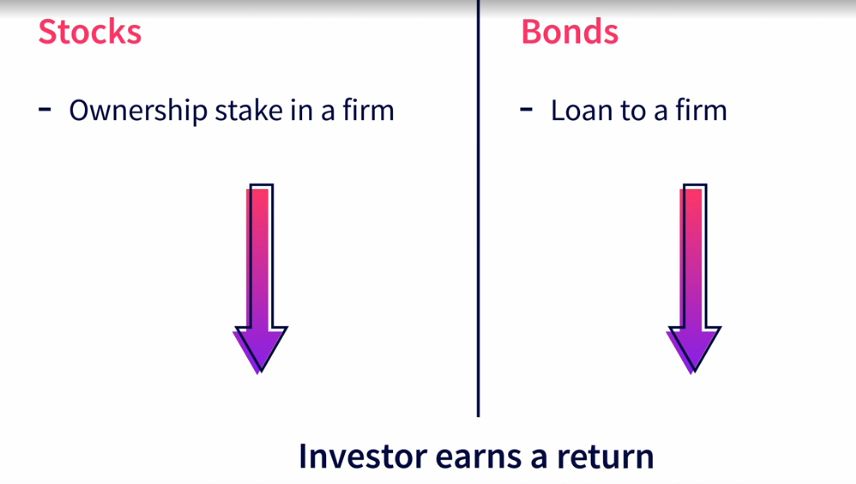 Stocks
- Ownership stake in a firm
Bonds
- Loan to a firm
Investor earns a return